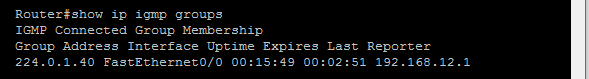 Router#show ip igmp groups
IGMP Connected Group Membership
Group Address Interface Uptime Expires Last Reporter
224.0.1.40 FastEthernet0/0 00:15:49 00:02:51 192.168.12.1